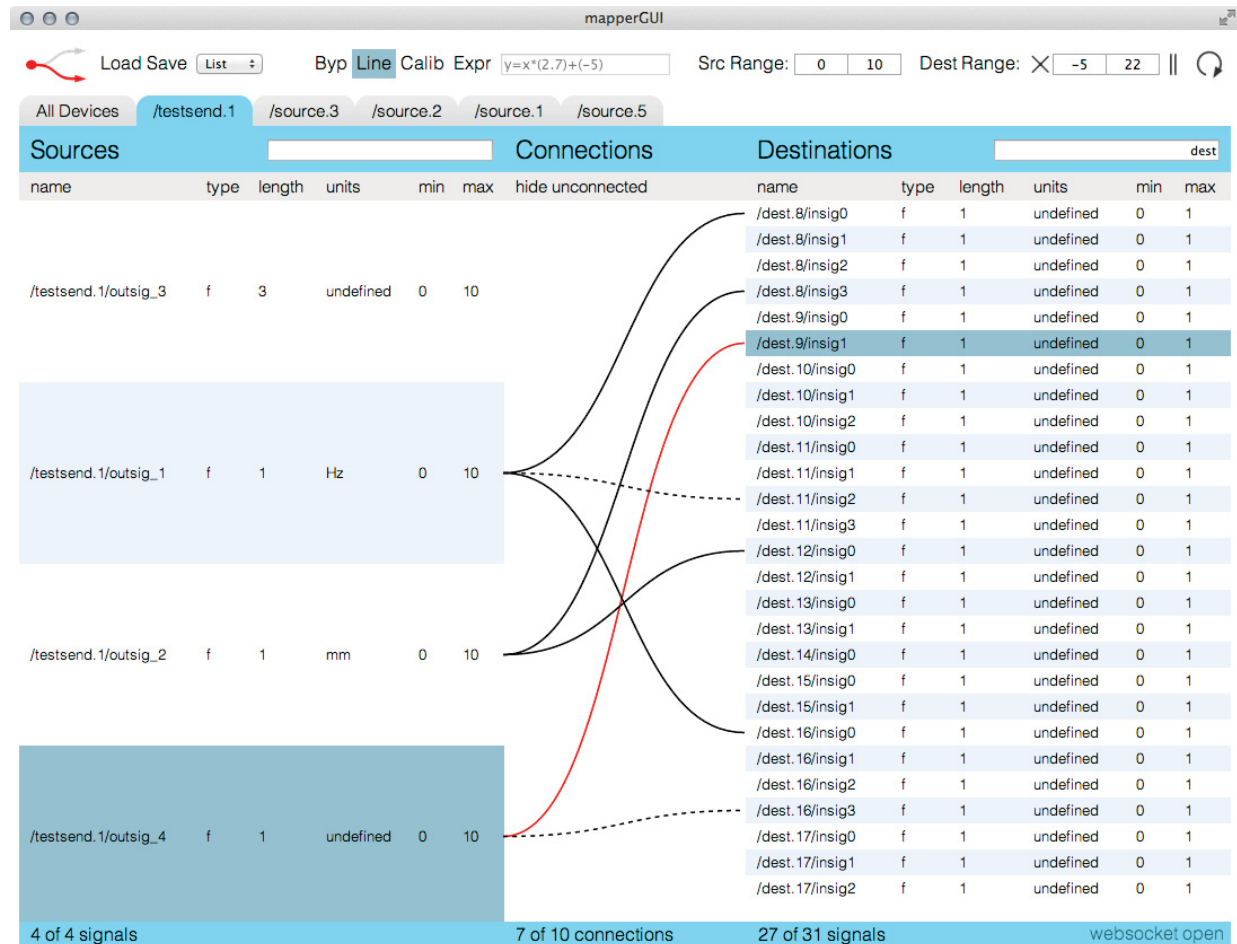 mapperGUI
Load Save List Byp Line Calib Expr y=x*(2.7)+(-5) Src Range: 0 10 Dest Range: -5 22
All Devices /testsend.1 /source.3 /source.2 /source.1 /source.5
Sources Connections Destinations dest
name type length units min max hide unconnected name type length units min max
/dest.8/insig0 f 1 undefined 0 1
/dest.8/insig1 f 1 undefined 0 1
/dest.8/insig2 f 1 undefined 0 1
/testsend.1/outsig_3 f 3 undefined 0 10 /dest.8/insig3 f 1 undefined 0 1
/dest.9/insig0 f 1 undefined 0 1
/dest.9/insig1 f 1 undefined 0 1
/dest.10/insig0 f 1 undefined 0 1
/dest.10/insig1 f 1 undefined 0 1
/dest.10/insig2 f 1 undefined 0 1
/dest.11/insig0 f 1 undefined 0 1
/testsend.1/outsig_1 f 1 Hz 0 10 /dest.11/insig1 f 1 undefined 0 1
/dest.11/insig2 f 1 undefined 0 1
/dest.11/insig3 f 1 undefined 0 1
/dest.12/insig0 f 1 undefined 0 1
/dest.12/insig1 f 1 undefined 0 1
/dest.13/insig0 f 1 undefined 0 1
/dest.13/insig1 f 1 undefined 0 1
/testsend.1/outsig_2 f 1 mm 0 10 /dest.14/insig0 f 1 undefined 0 1
/dest.15/insig0 f 1 undefined 0 1
/dest.15/insig1 f 1 undefined 0 1
/dest.16/insig0 f 1 undefined 0 1
/dest.16/insig1 f 1 undefined 0 1
/dest.16/insig2 f 1 undefined 0 1
/dest.16/insig3 f 1 undefined 0 1
/testsend.1/outsig_4 f 1 undefined 0 10 /dest.17/insig0 f 1 undefined 0 1
/dest.17/insig1 f 1 undefined 0 1
/dest.17/insig2 f 1 undefined 0 1
4 of 4 signals 7 of 10 connections 27 of 31 signals websocket open